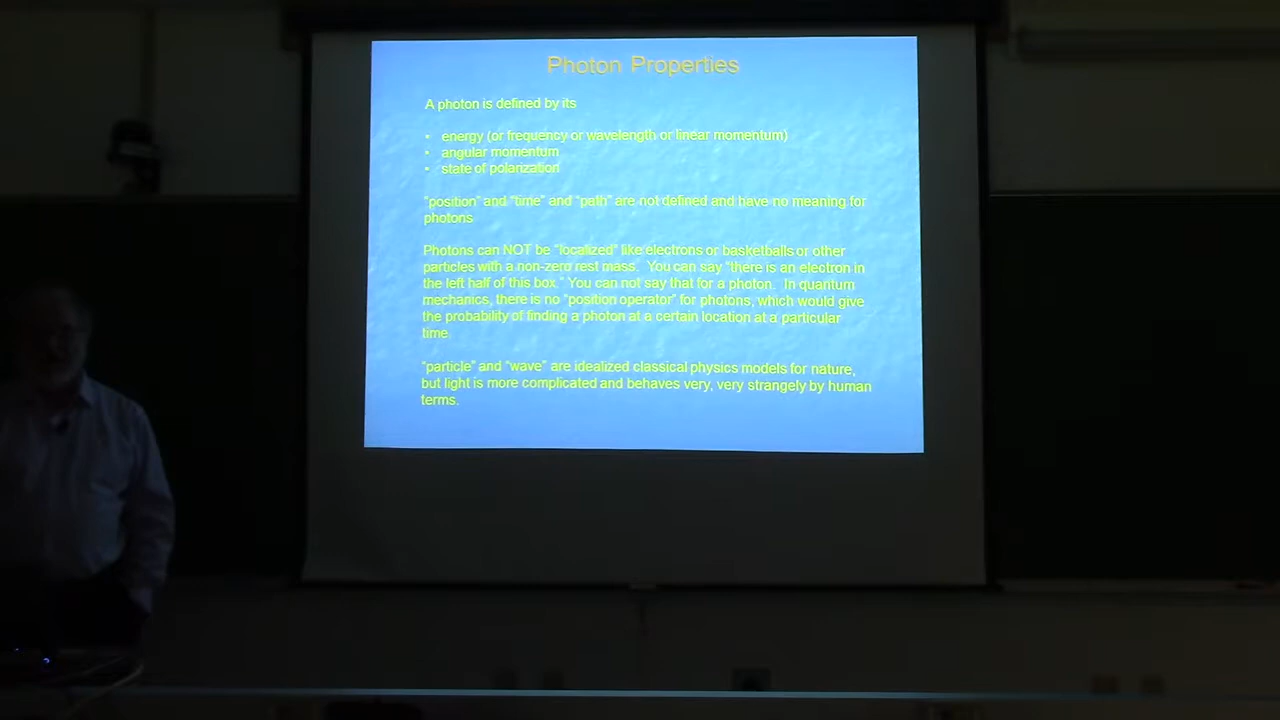 Photon Properties
A photon is defined by its
• energy (or frequency or wavelength or linear momentum)
• angular momentum
• state of polarization
"position" and "time" and "path" are not defined and have no meaning for
photons
Photons can NOT be "localized" like electrons or basketballs or other
particles with a non-zero rest mass. You can say "there is an electron in
the left half of this box." You can not say that for a photon. In quantum
mechanics, there is no "position operator" for photons, which would give
the probability of finding a photon at a certain location at a particular
time.
"particle" and "wave" are idealized classical physics models for nature,
but light is more complicated and behaves very, very strangely by human
terms.